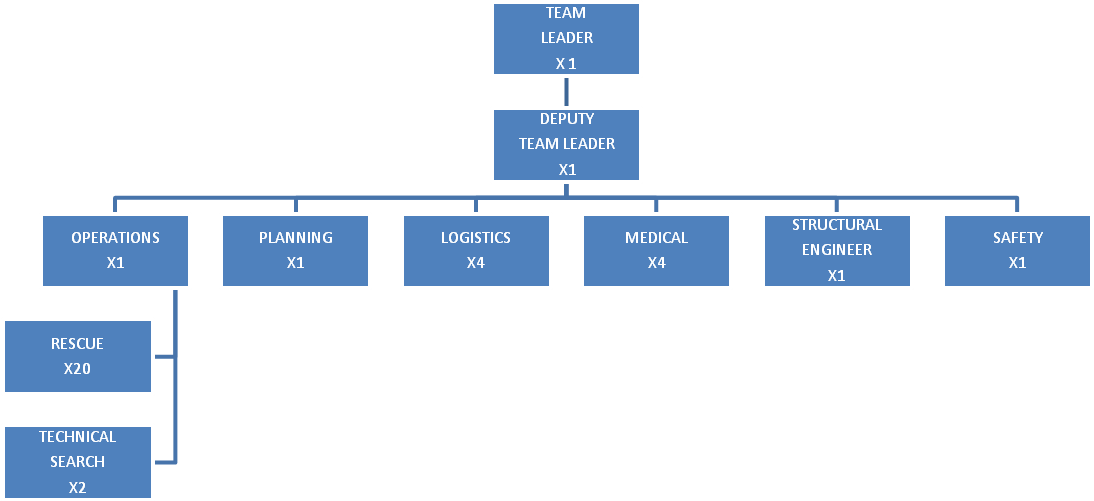 TEAM
LEADER
X 1
DEPUTY
TEAM LEADER
X1
OPERATIONS
X1
PLANNING
X1
LOGISTICS
X4
MEDICAL
X4
STRUCTURAL
ENGINEER
X1
SAFETY
X1
RESCUE
X20
TECHNICAL
SEARCH
X2